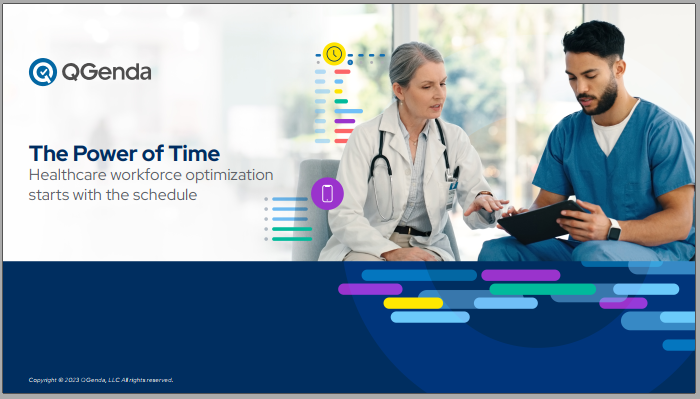 QGenda
The Power of Time
Healthcare workforce optimization
starts with the schedule
Copyright © 2023 QGenda, LLC All rights reserved.